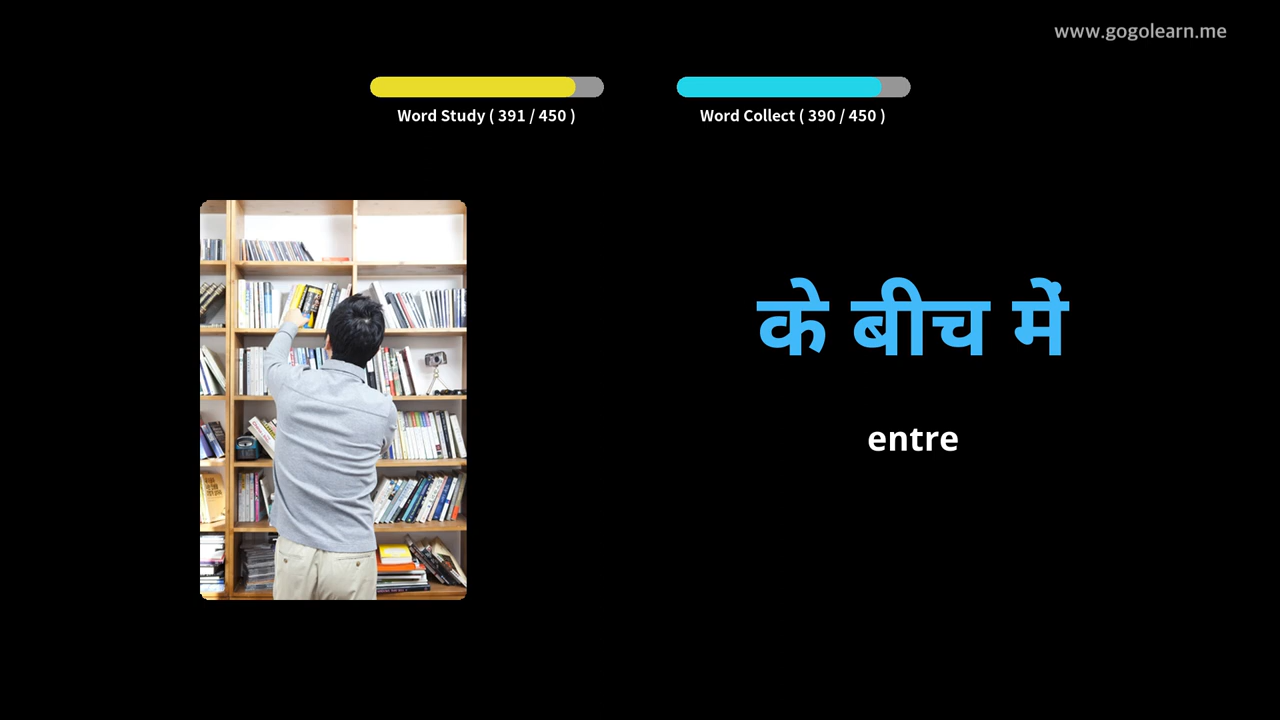 www.gogolearn.me
Word Study ( 391 / 450 )
Word Collect ( 390 / 450 )
के बीच में
entre